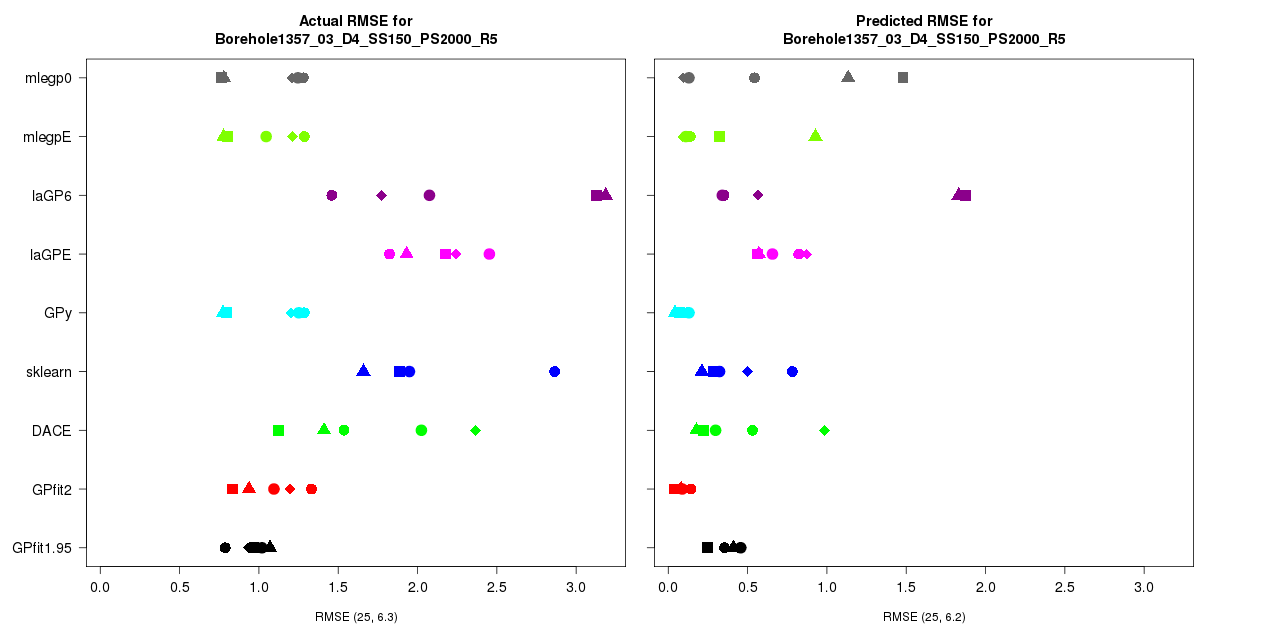 Actual RMSE for
Borehole1357_03_D4_SS150_PS2000_R5
Predicted RMSE for
Borehole1357_03_D4_SS150_PS2000_R5
mlegp0
mlegpE
laGP6
laGPE
GPy
sklearn
DACE
GPfit2
GPfit1.95
0.0 0.5 1.0 1.5 2.0 2.5 3.0
0.0 0.5 1.0 1.5 2.0 2.5 3.0
RMSE (25, 6.3)
RMSE (25, 6.2)